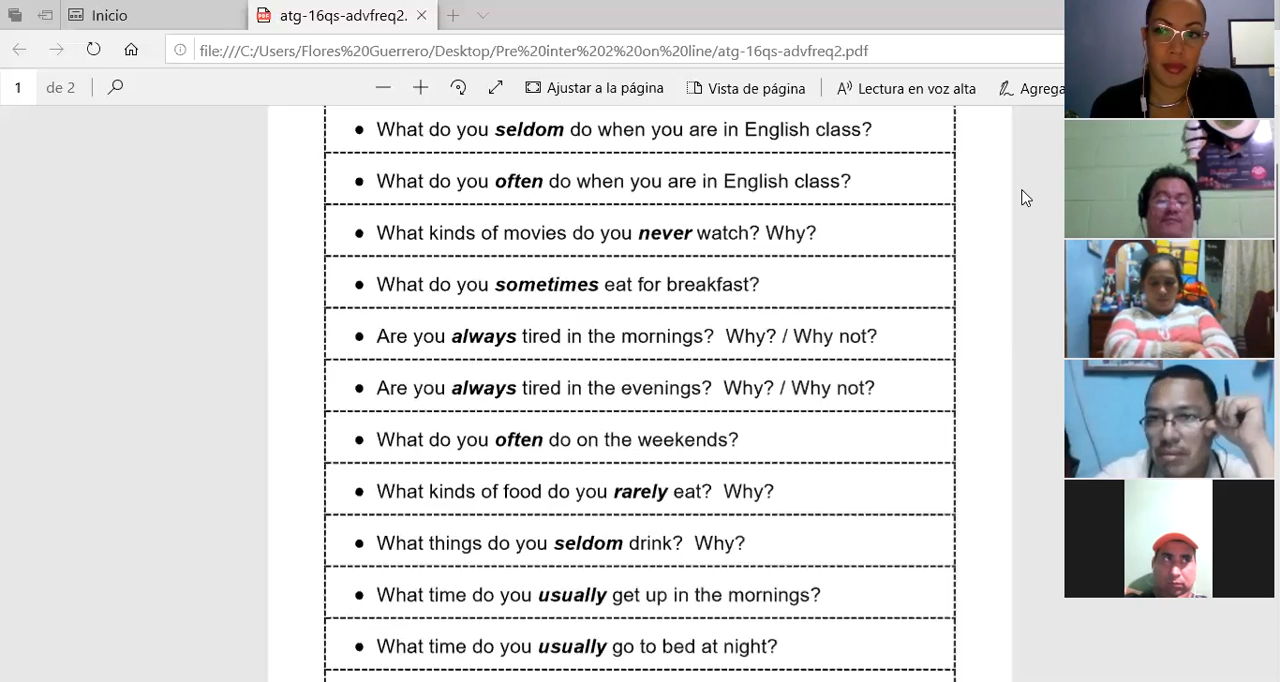 Inicio
atg-16qs-advfreq2.
file:///C:/Users/Flores%20Guerrero/Desktop/Pre%20inter%202%20on%20line/atg-16qs-advfreq2.pdf
1 de 2
Ajustar a la página
Vista de página
Lectura en voz alta
Agrega
• What do you seldom do when you are in English class?
• What do you often do when you are in English class?
• What kinds of movies do you never watch? Why?
• What do you sometimes eat for breakfast?
• Are you always tired in the mornings? Why? / Why not?
• Are you always tired in the evenings? Why? / Why not?
• What do you often do on the weekends?
• What kinds of food do you rarely eat? Why?
• What things do you seldom drink? Why?
• What time do you usually get up in the mornings?
• What time do you usually go to bed at night?